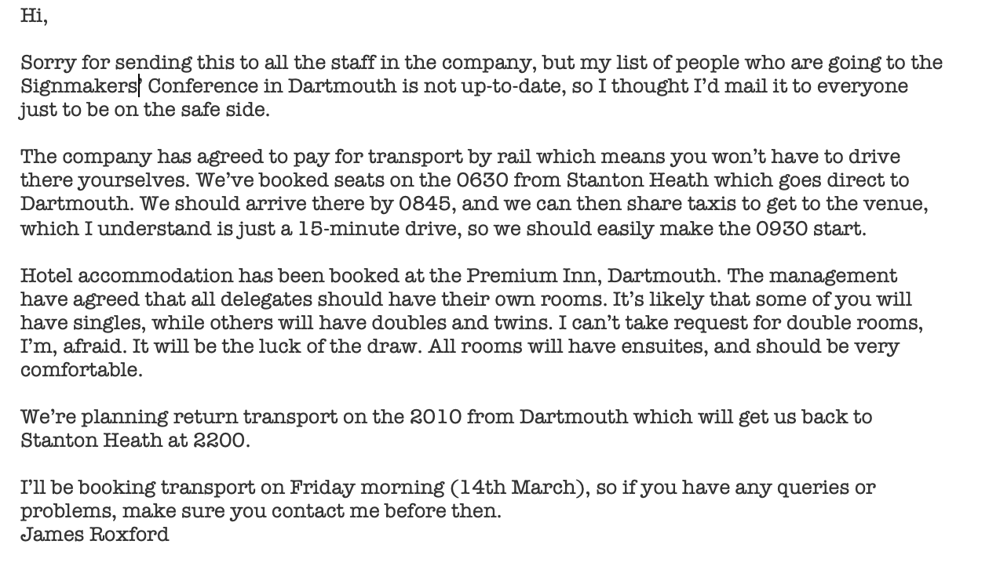 Hi,
Sorry for sending this to all the staff in the company, but my list of people who are going to the
Signmakers’ Conference in Dartmouth is not up-to-date, so I thought I’d mail it to everyone
just to be on the safe side.
The company has agreed to pay for transport by rail which means you won’t have to drive
there yourselves. We’ve booked seats on the 0630 from Stanton Heath which goes direct to
Dartmouth. We should arrive there by 0845, and we can then share taxis to get to the venue,
which I understand is just a 15-minute drive, so we should easily make the 0930 start.
Hotel accommodation has been booked at the Premium Inn, Dartmouth. The management
have agreed that all delegates should have their own rooms. It’s likely that some of you will
have singles, while others will have doubles and twins. I can’t take request for double rooms,
I’m, afraid. It will be the luck of the draw. All rooms will have ensuites, and should be very
comfortable.
We’re planning return transport on the 2010 from Dartmouth which will get us back to
Stanton Heath at 2200.
I’ll be booking transport on Friday morning (14th March), so if you have any queries or
problems, make sure you contact me before then.
James Roxford